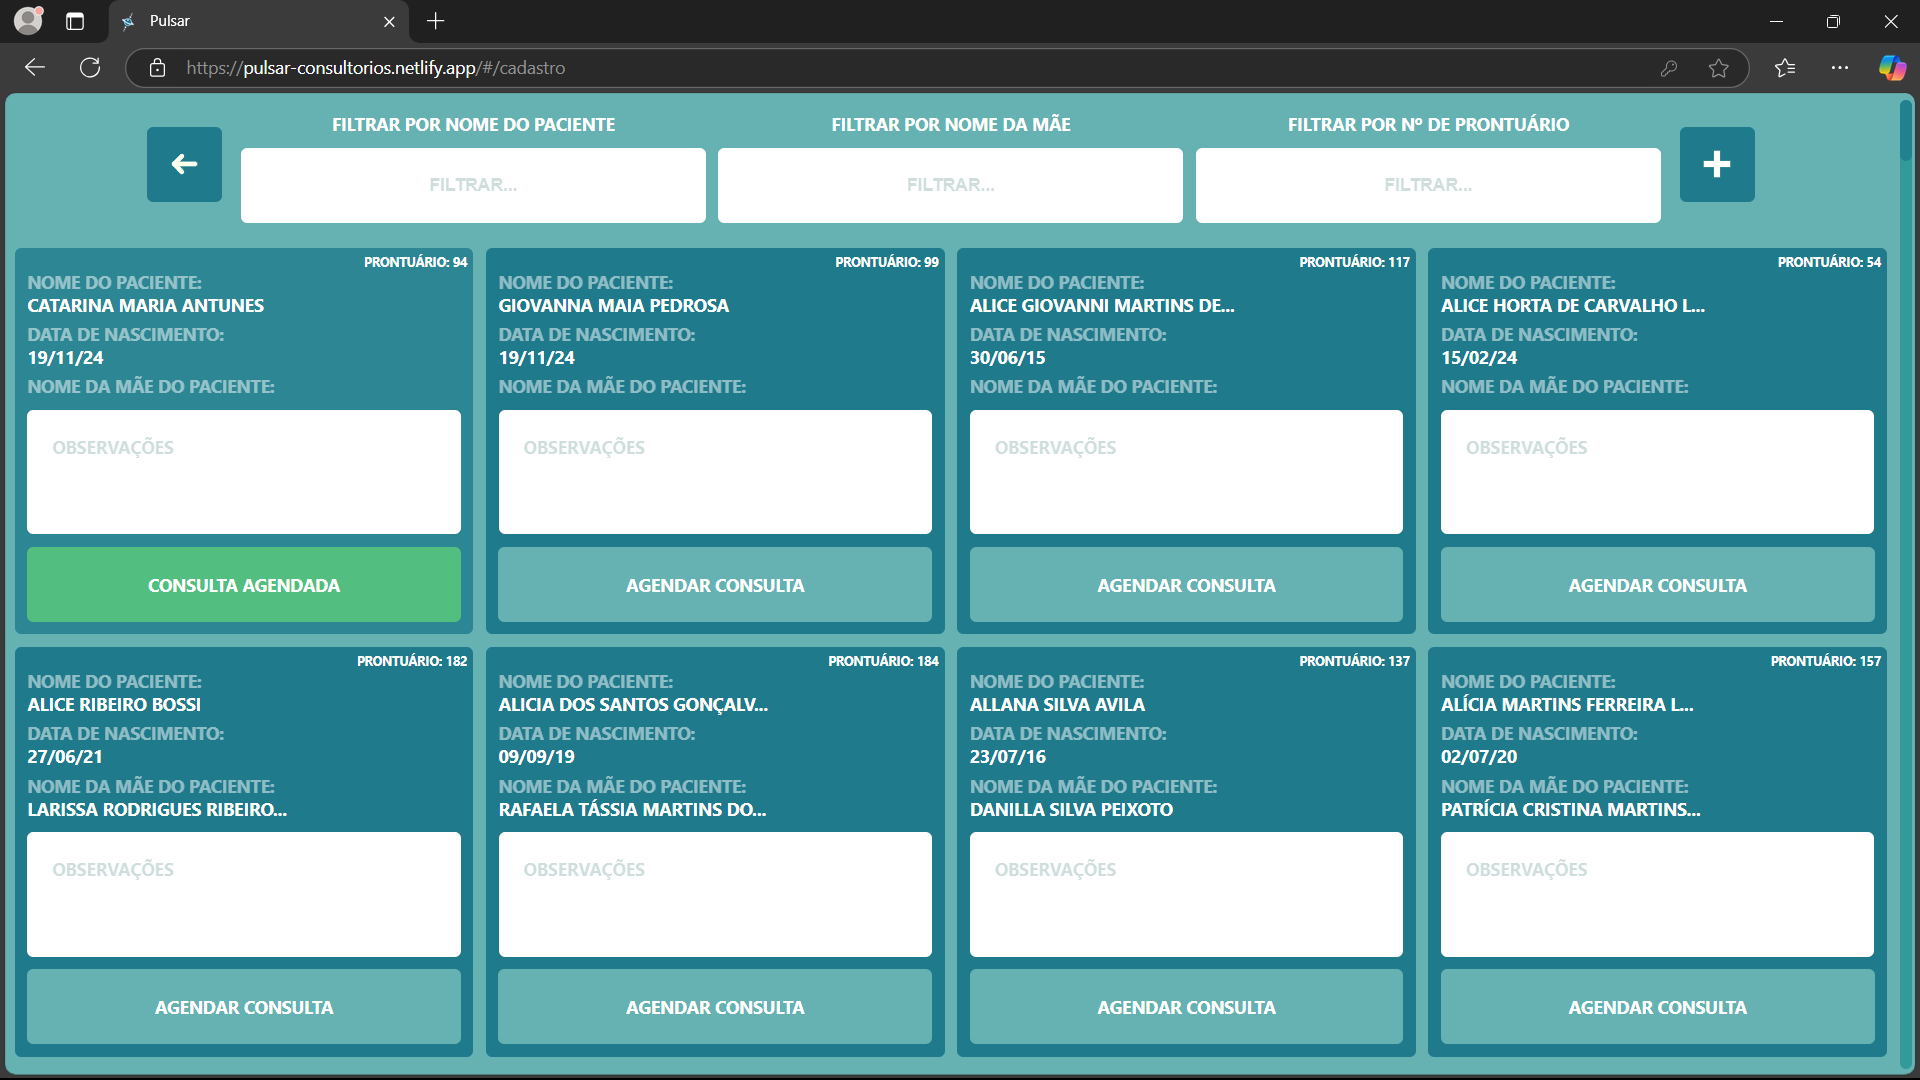 Pulsar
https://pulsar-consultorios.netlify.app/#/cadastro
FILTRAR POR NOME DO PACIENTE
FILTRAR...
FILTRAR POR NOME DA MÃE
FILTRAR...
FILTRAR POR Nº DE PRONTUÁRIO
FILTRAR...
PRONTUÁRIO: 94
NOME DO PACIENTE:
CATARINA MARIA ANTUNES
DATA DE NASCIMENTO:
19/11/24
NOME DA MÃE DO PACIENTE:
OBSERVAÇÕES
CONSULTA AGENDADA
PRONTUÁRIO: 99
NOME DO PACIENTE:
GIOVANNA MAIA PEDROSA
DATA DE NASCIMENTO:
19/11/24
NOME DA MÃE DO PACIENTE:
OBSERVAÇÕES
AGENDAR CONSULTA
PRONTUÁRIO: 117
NOME DO PACIENTE:
ALICE GIOVANNI MARTINS DE...
DATA DE NASCIMENTO:
30/06/15
NOME DA MÃE DO PACIENTE:
OBSERVAÇÕES
AGENDAR CONSULTA
PRONTUÁRIO: 54
NOME DO PACIENTE:
ALICE HORTA DE CARVALHO L...
DATA DE NASCIMENTO:
15/02/24
NOME DA MÃE DO PACIENTE:
OBSERVAÇÕES
AGENDAR CONSULTA
PRONTUÁRIO: 182
NOME DO PACIENTE:
ALICE RIBEIRO BOSSI
DATA DE NASCIMENTO:
27/06/21
NOME DA MÃE DO PACIENTE:
LARISSA RODRIGUES RIBEIRO...
OBSERVAÇÕES
AGENDAR CONSULTA
PRONTUÁRIO: 184
NOME DO PACIENTE:
ALICIA DOS SANTOS GONÇALV...
DATA DE NASCIMENTO:
09/09/19
NOME DA MÃE DO PACIENTE:
RAFAELA TÁSSIA MARTINS DO...
OBSERVAÇÕES
AGENDAR CONSULTA
PRONTUÁRIO: 137
NOME DO PACIENTE:
ALLANA SILVA AVILA
DATA DE NASCIMENTO:
23/07/16
NOME DA MÃE DO PACIENTE:
DANILLA SILVA PEIXOTO
OBSERVAÇÕES
AGENDAR CONSULTA
PRONTUÁRIO: 157
NOME DO PACIENTE:
ALÍCIA MARTINS FERREIRA L...
DATA DE NASCIMENTO:
02/07/20
NOME DA MÃE DO PACIENTE:
PATRÍCIA CRISTINA MARTINS...
OBSERVAÇÕES
AGENDAR CONSULTA